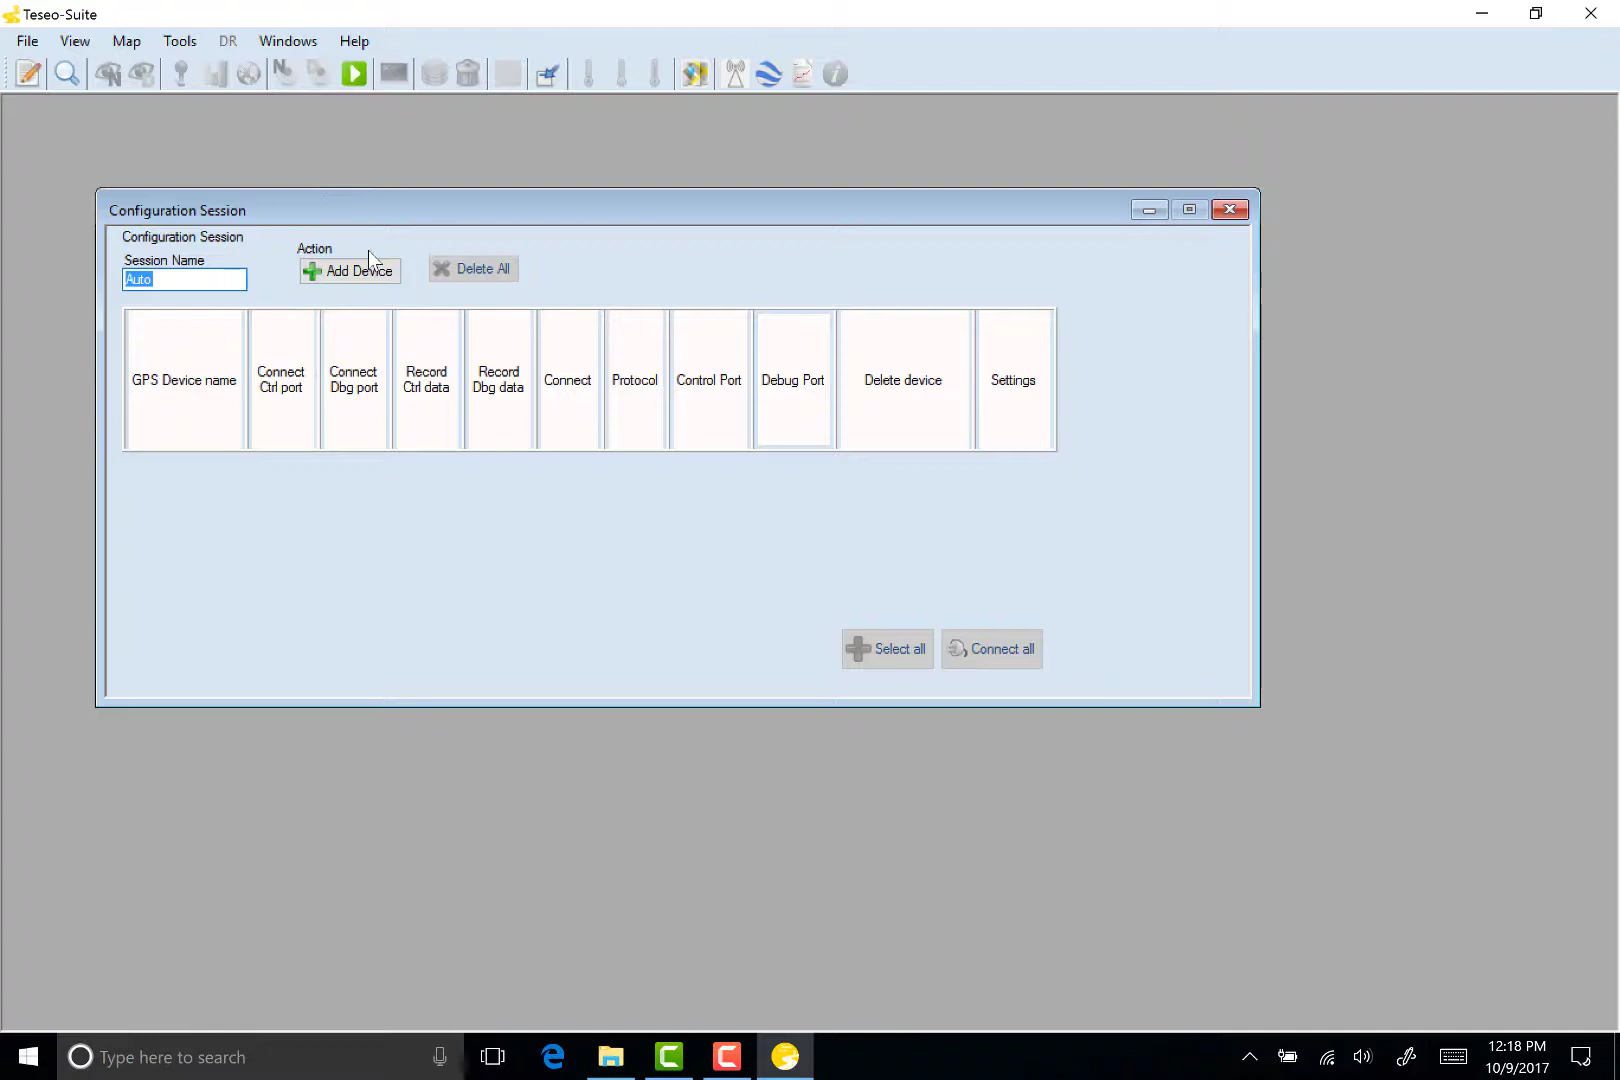 Teseo-Suite
File View Map Tools DR Windows Help
Configuration Session
Configuration Session
Session Name
Auto
Action
Add Device
Delete All
GPS Device name
Connect
Ctrl port
Connect
Dbg port
Record
Ctrl data
Record
Dbg data
Connect
Protocol
Control Port
Debug Port
Delete device
Settings
Select all
Connect all
Type here to search
12:18 PM
10/9/2017